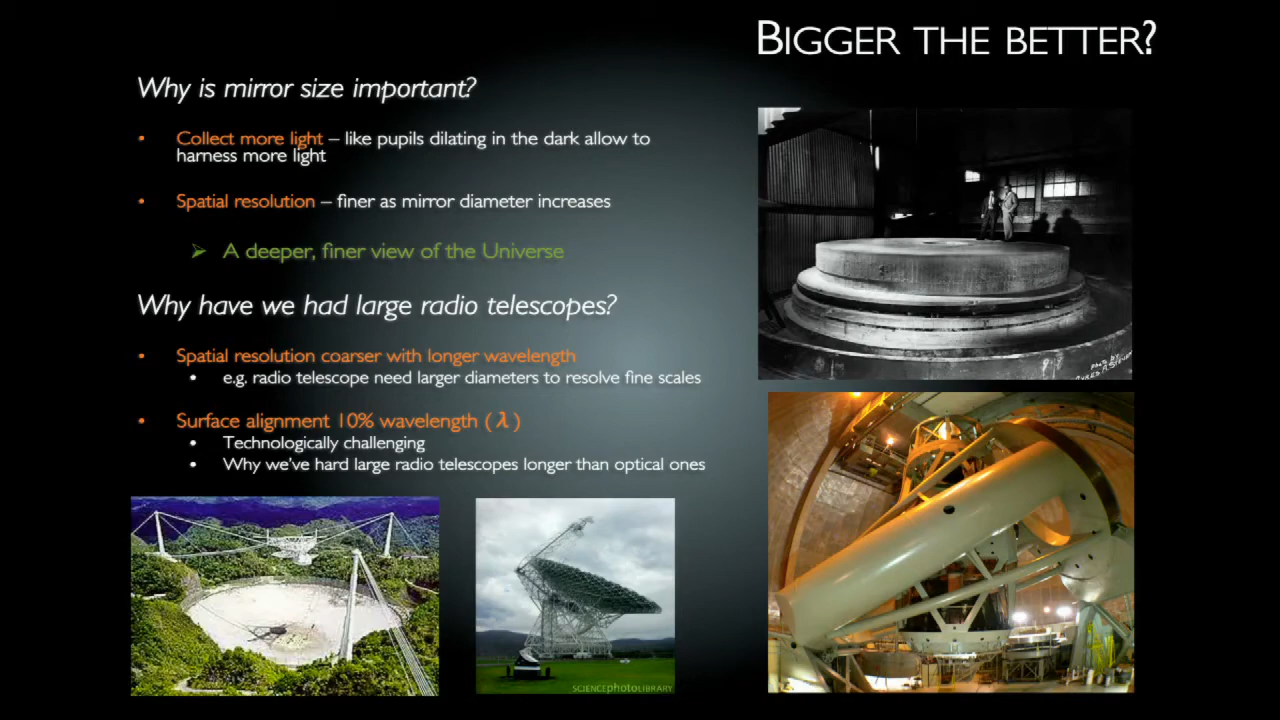 BIGGER THE BETTER?
Why is mirror size important?
• Collect more light – like pupils dilating in the dark allow to
harness more light
• Spatial resolution – finer as mirror diameter increases
➢ A deeper, finer view of the Universe
Why have we had large radio telescopes?
• Spatial resolution coarser with longer wavelength
• e.g. radio telescope need larger diameters to resolve fine scales
• Surface alignment 10% wavelength ( λ )
• Technologically challenging
• Why we've hard large radio telescopes longer than optical ones
SCIENCEphotoLIBRARY